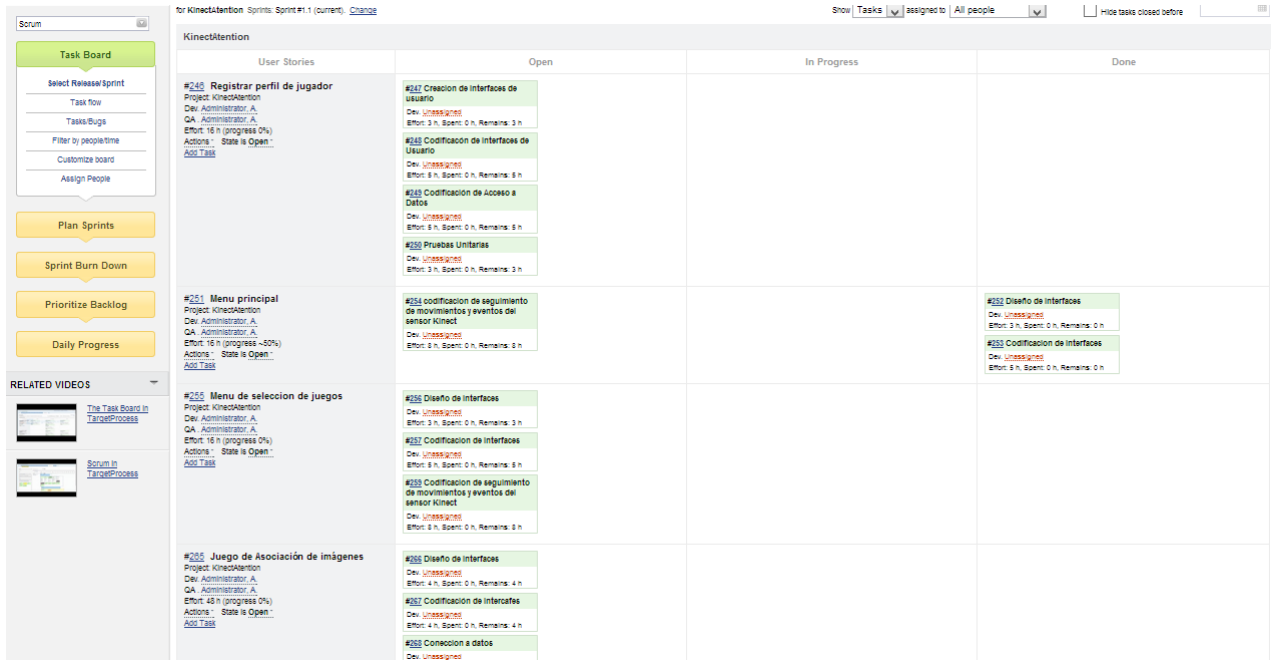 for KinectAtention Sprints: Sprint #1.1 (current). Change
Show Tasks assigned to All people Hide tasks closed before
Scrum
Task Board
Select Release/Sprint
Task flow
Tasks/Bugs
Filter by people/time
Customize board
Assign People
Plan Sprints
Sprint Burn Down
Prioritize Backlog
Daily Progress
RELATED VIDEOS
The Task Board in
TargetProcess
Scrum in
TargetProcess
KinectAtention
User Stories Open In Progress Done
#246 Registrar perfil de jugador
Project: KinectAtention
Dev. Administrator, A.
QA . Administrator, A.
Effort: 16 h (progress 0%)
Actions State is Open
Add Task
#247 Creacion de interfaces de
usuario
Dev. Unassigned
Effort: 3 h, Spent: 0 h, Remains: 3 h
#248 Codificacón de interfaces de
Usuario
Dev. Unassigned
Effort: 5 h, Spent: 0 h, Remains: 5 h
#249 Codificación de Acceso a
Datos
Dev. Unassigned
Effort: 5 h, Spent: 0 h, Remains: 5 h
#250 Pruebas Unitarias
Dev. Unassigned
Effort: 3 h, Spent: 0 h, Remains: 3 h
#251 Menu principal
Project: KinectAtention
Dev. Administrator, A.
QA . Administrator, A.
Effort: 16 h (progress ~50%)
Actions State is Open
Add Task
#254 codificacion de seguimiento
de movimientos y eventos del
sensor Kinect
Dev. Unassigned
Effort: 8 h, Spent: 0 h, Remains: 8 h
#252 Diseño de interfaces
Dev. Unassigned
Effort: 3 h, Spent: 0 h, Remains: 0 h
#253 Codificacion de interfaces
Dev. Unassigned
Effort: 5 h, Spent: 0 h, Remains: 0 h
#255 Menu de seleccion de juegos
Project: KinectAtention
Dev. Administrator, A.
QA . Administrator, A.
Effort: 16 h (progress 0%)
Actions State is Open
Add Task
#256 Diseño de interfaces
Dev. Unassigned
Effort: 3 h, Spent: 0 h, Remains: 3 h
#257 Codificacion de interfaces
Dev. Unassigned
Effort: 5 h, Spent: 0 h, Remains: 5 h
#259 Codificacion de seguimiento
de movimientos y eventos del
sensor Kinect
Dev. Unassigned
Effort: 8 h, Spent: 0 h, Remains: 8 h
#265 Juego de Asociación de imágenes
Project: KinectAtention
Dev. Administrator, A.
QA . Administrator, A.
Effort: 48 h (progress 0%)
Actions State is Open
Add Task
#266 Diseño de interfaces
Dev. Unassigned
Effort: 4 h, Spent: 0 h, Remains: 4 h
#267 Codificación de intercafes
Dev. Unassigned
Effort: 4 h, Spent: 0 h, Remains: 4 h
#268 Coneccion a datos
Dev. Unassigned